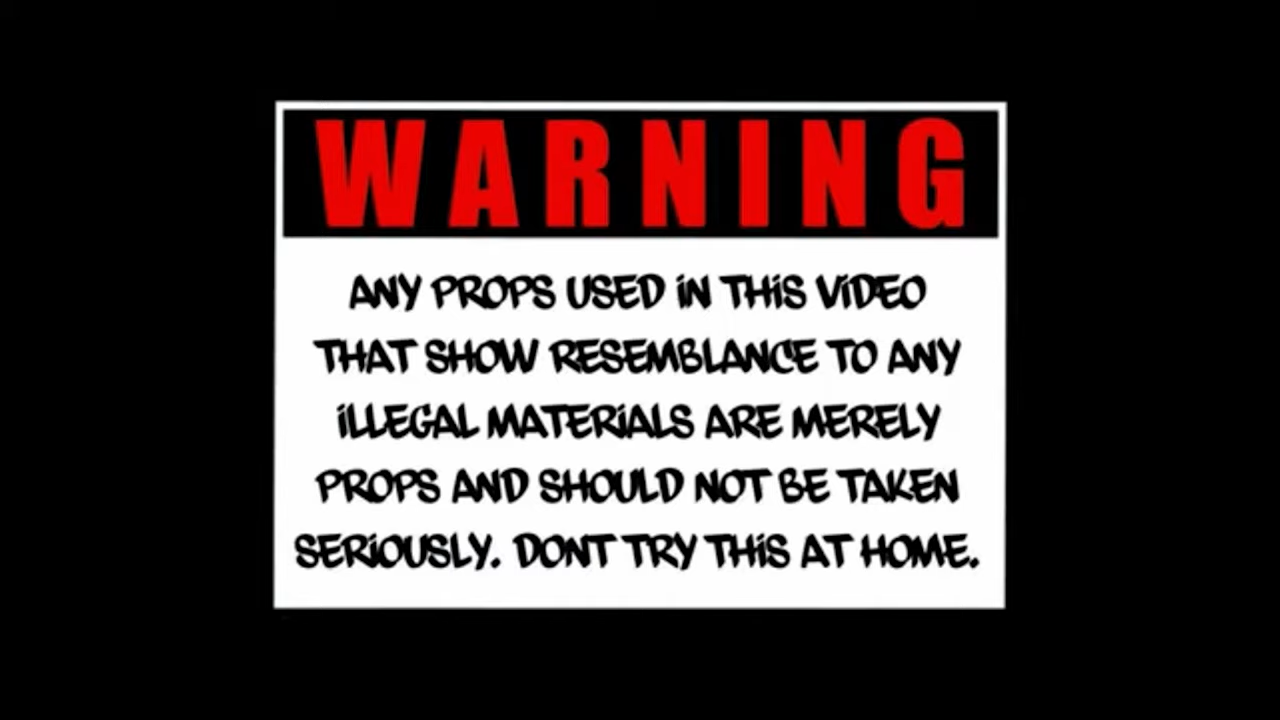 WARNING
ANY PROPS USED iN THiS ViDEO
THAT SHOW RESEMBLANCE TO ANY
iLLEGAL MATERiALS ARE MERELY
PROPS AND SHOULD NOT BE TAKEN
SERiOUSLY. DONT TRY THiS AT HOME.